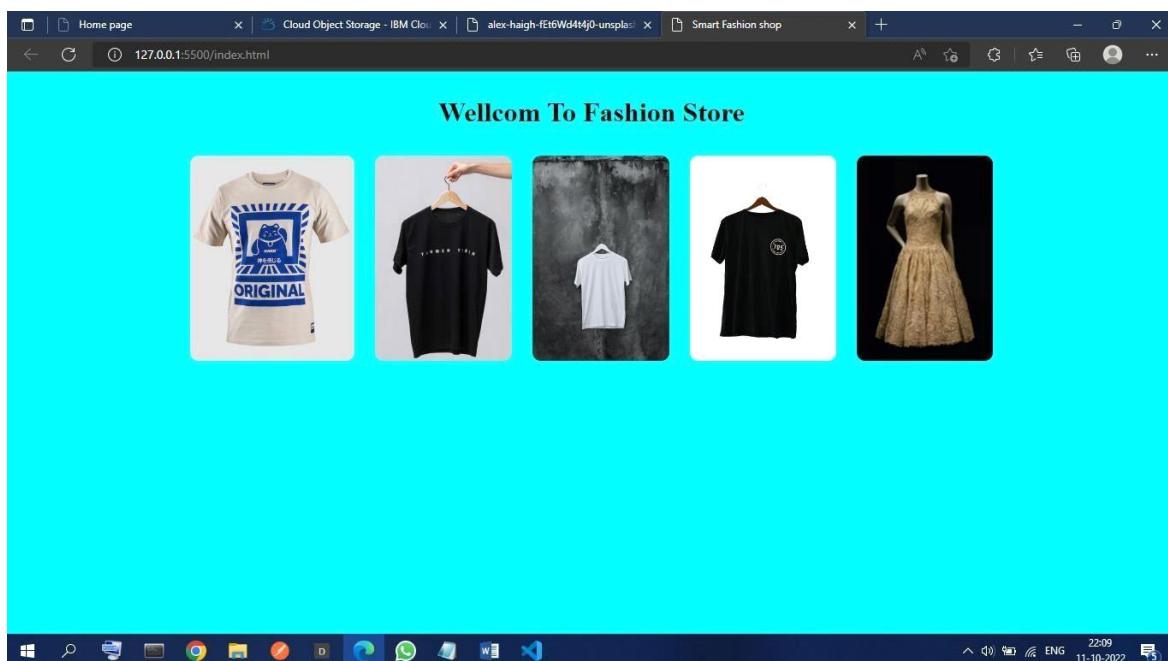 Home page
Cloud Object Storage - IBM Clou
alex-haigh-fEt6Wd4t4j0-unsplas
Smart Fashion shop
127.0.0.1:5500/index.html
Wellcom To Fashion Store
ORIGINAL
ENG
22:09
11-10-2022
5